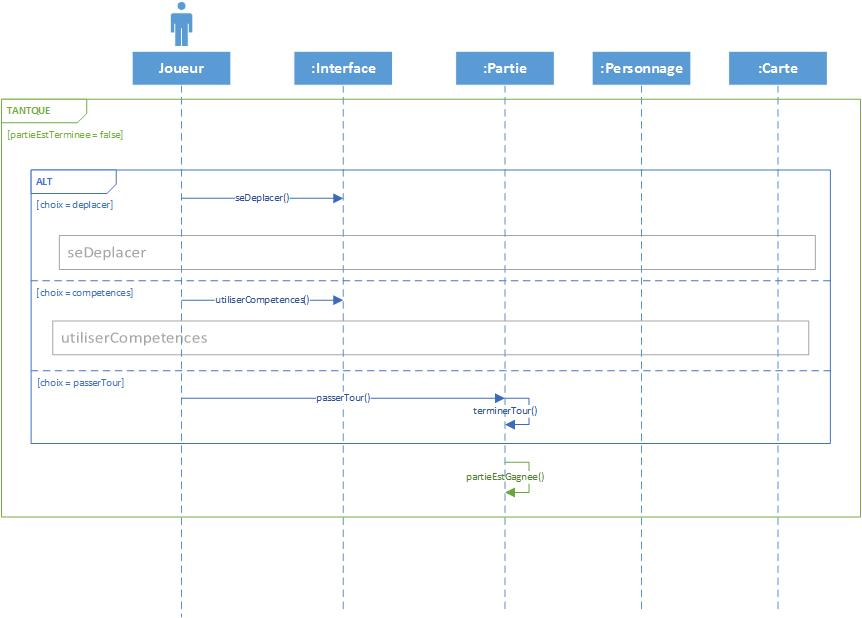 Joueur
:Interface
:Partie
:Personnage
:Carte
TANTQUE
[partieEstTerminee = false]
ALT
[choix = deplacer]
seDeplacer()
seDeplacer
[choix = competences]
utiliserCompetences()
utiliserCompetences
[choix = passerTour]
passerTour()
terminerTour()
partieEstGagnee()